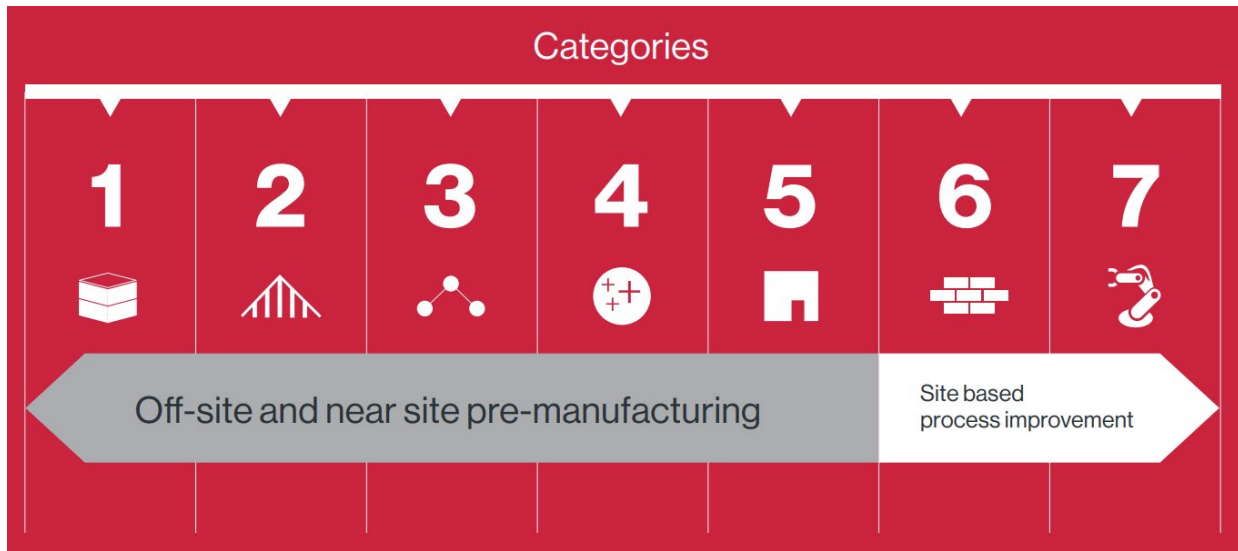 Categories
1 2 3 4 5 6 7
Off-site and near site pre-manufacturing
Site based
process improvement